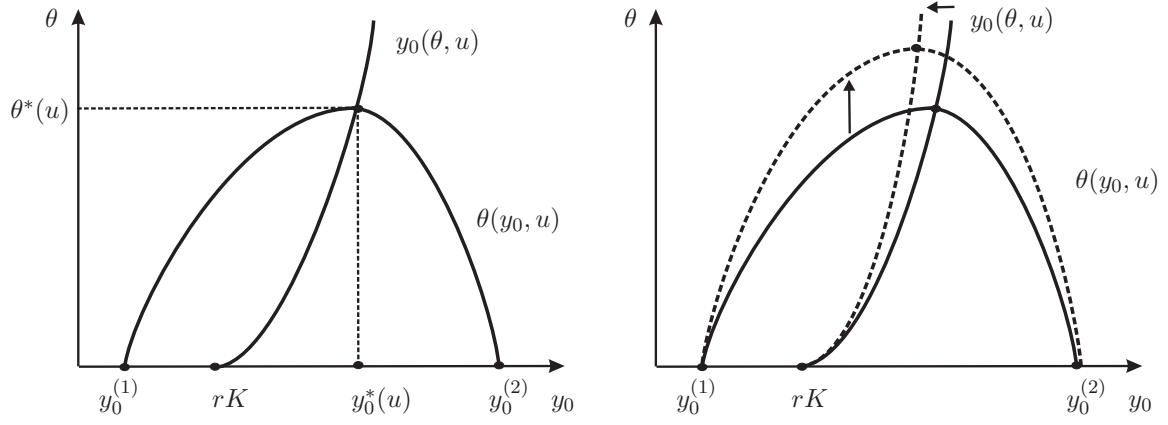 θ
y₀(θ, u)
θ*(u)
θ(y₀, u)
y₀⁽¹⁾ rK y₀*(u) y₀⁽²⁾ y₀
θ
y₀(θ, u)
θ(y₀, u)
y₀⁽¹⁾ rK y₀⁽²⁾ y₀